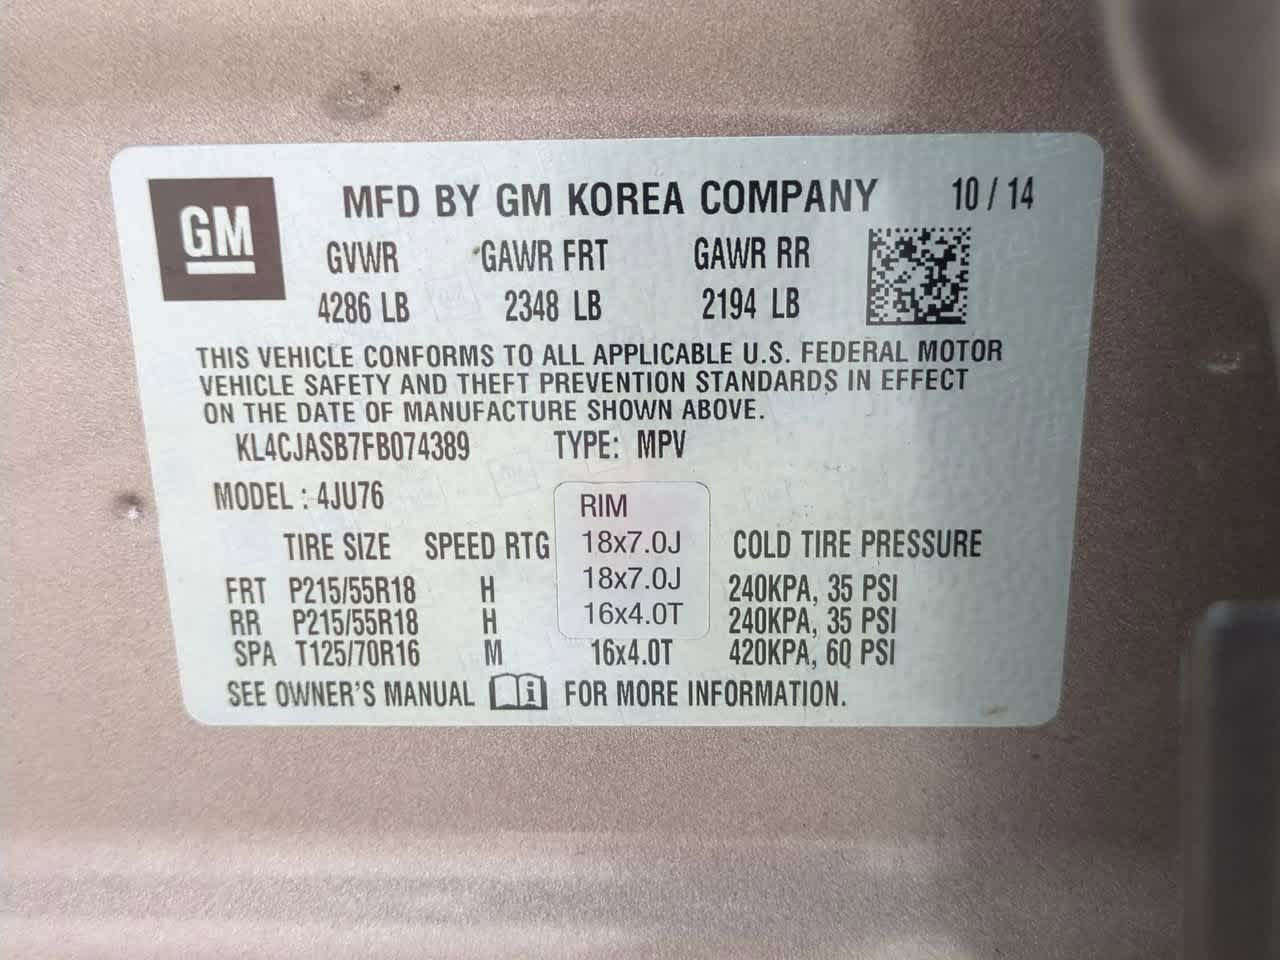 GM
MFD BY GM KOREA COMPANY 10 / 14
GVWR GAWR FRT GAWR RR
4286 LB 2348 LB 2194 LB
THIS VEHICLE CONFORMS TO ALL APPLICABLE U.S. FEDERAL MOTOR
VEHICLE SAFETY AND THEFT PREVENTION STANDARDS IN EFFECT
ON THE DATE OF MANUFACTURE SHOWN ABOVE.
KL4CJASB7FB074389 TYPE: MPV
MODEL : 4JU76
RIM
TIRE SIZE SPEED RTG 18x7.0J COLD TIRE PRESSURE
FRT P215/55R18 H 18x7.0J 240KPA, 35 PSI
RR P215/55R18 H 16x4.0T 240KPA, 35 PSI
SPA T125/70R16 M 16x4.0T 420KPA, 60 PSI
SEE OWNER'S MANUAL i FOR MORE INFORMATION.